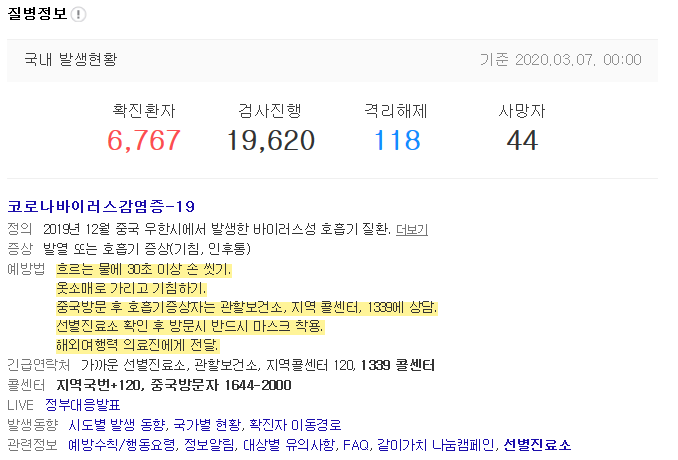 질병정보 !
국내 발생현황 기준 2020.03.07. 00:00
확진환자 검사진행 격리해제 사망자
6,767 19,620 118 44
코로나바이러스감염증-19
정의 2019년 12월 중국 우한시에서 발생한 바이러스성 호흡기 질환. 더보기
증상 발열 또는 호흡기 증상(기침, 인후통)
예방법 흐르는 물에 30초 이상 손 씻기.
옷소매로 가리고 기침하기.
중국방문 후 호흡기증상자는 관할보건소, 지역 콜센터, 1339에 상담.
선별진료소 확인 후 방문시 반드시 마스크 착용.
해외여행력 의료진에게 전달.
긴급연락처 가까운 선별진료소, 관할보건소, 지역콜센터 120, 1339 콜센터
콜센터 지역국번+120, 중국방문자 1644-2000
LIVE 정부대응발표
발생동향 시도별 발생 동향, 국가별 현황, 확진자 이동경로
관련정보 예방수칙/행동요령, 정보알림, 대상별 유의사항, FAQ, 같이가치 나눔캠페인, 선별진료소